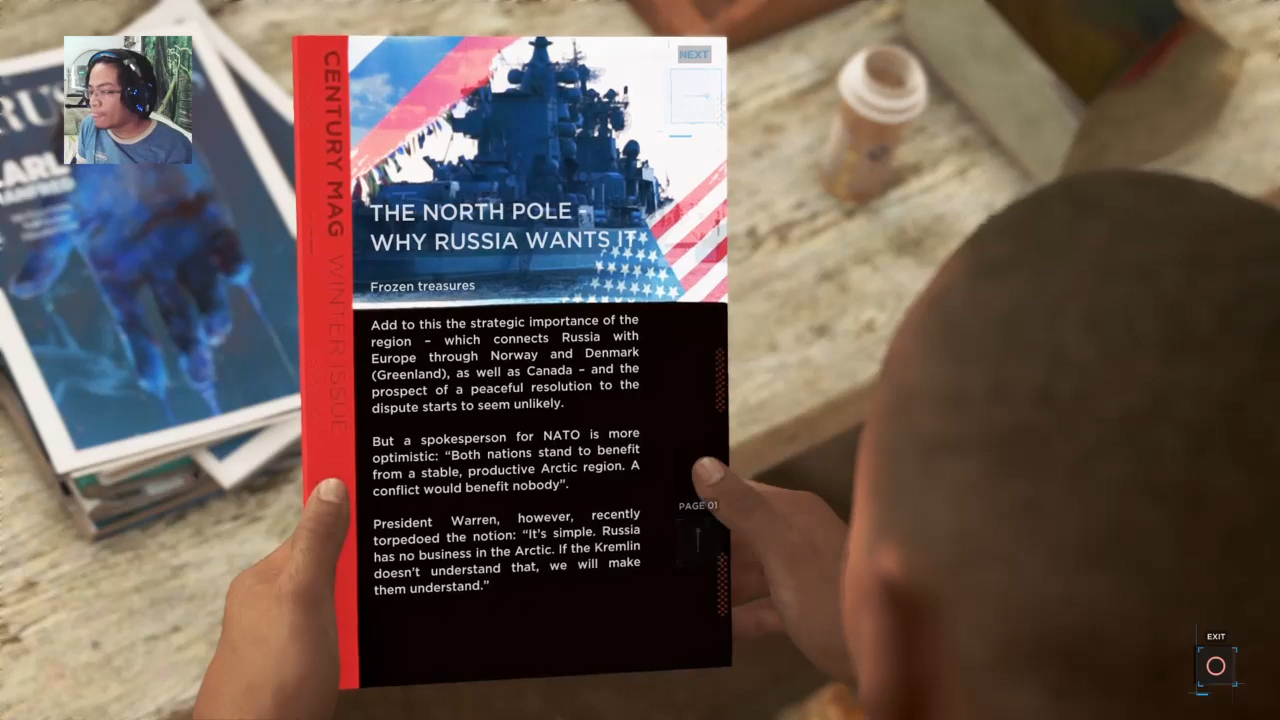 CENTURY MAG WINTER ISSUE
NEXT
THE NORTH POLE -
WHY RUSSIA WANTS IT
Frozen treasures
Add to this the strategic importance of the
region – which connects Russia with
Europe through Norway and Denmark
(Greenland), as well as Canada – and the
prospect of a peaceful resolution to the
dispute starts to seem unlikely.
But a spokesperson for NATO is more
optimistic: “Both nations stand to benefit
from a stable, productive Arctic region. A
conflict would benefit nobody”.
President Warren, however, recently
torpedoed the notion: “It’s simple. Russia
has no business in the Arctic. If the Kremlin
doesn’t understand that, we will make
them understand.”
PAGE 01
EXIT